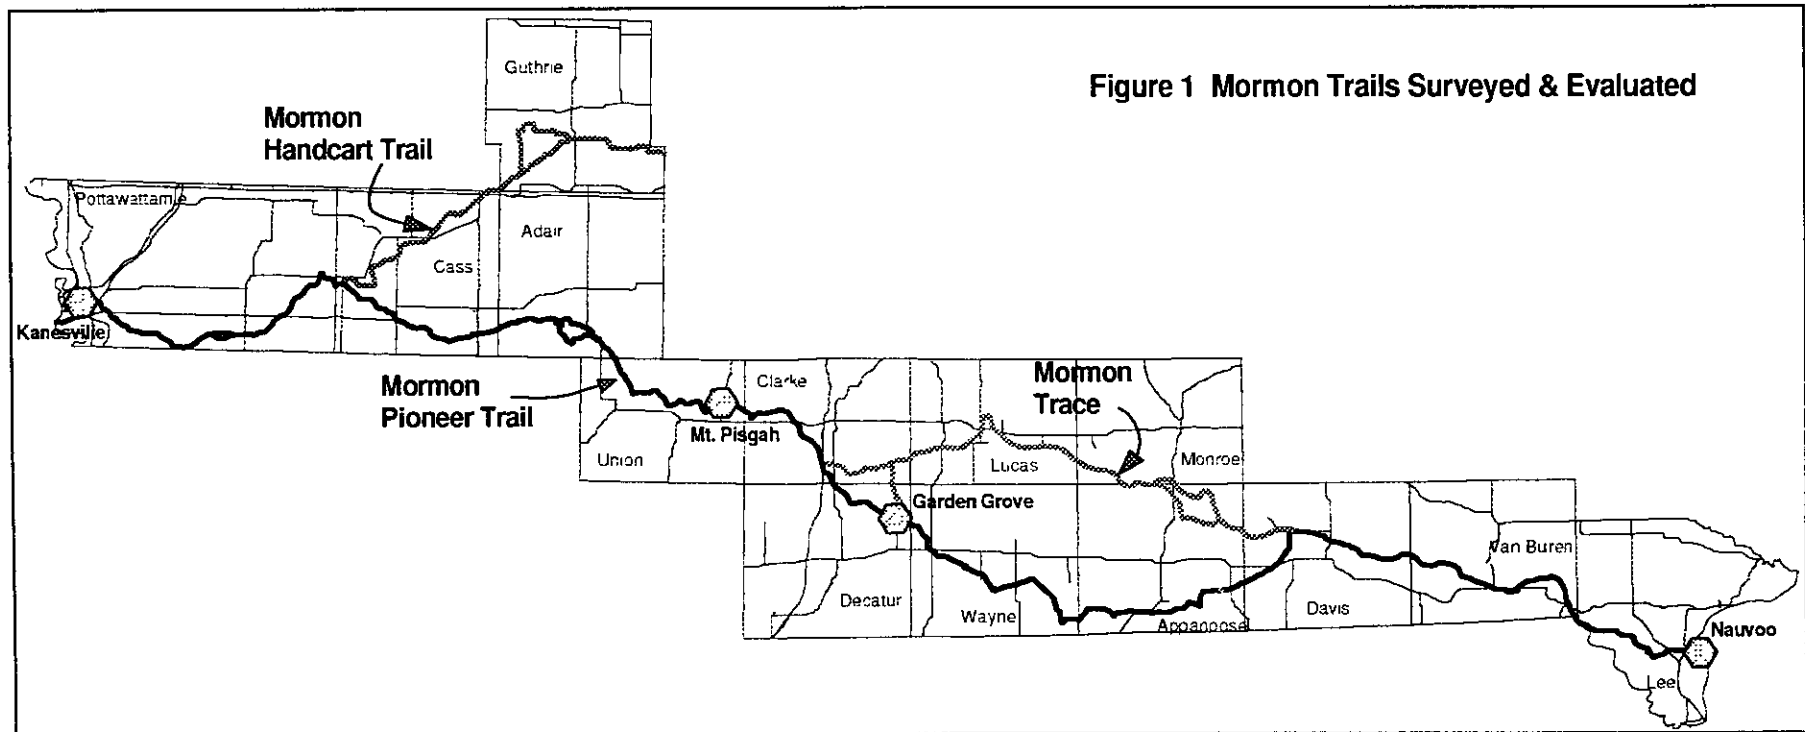 Guthrie
Figure 1 Mormon Trails Surveyed & Evaluated
Mormon
Handcart Trail
Pottawattamie
Adair
Cass
Kanesville
Mormon
Pioneer Trail
Clarke
Mormon
Trace
Mt. Pisgah
Union
Lucas
Monroe
Garden Grove
Van Buren
Decatur
Wayne
Appanoose
Davis
Nauvoo
Lee